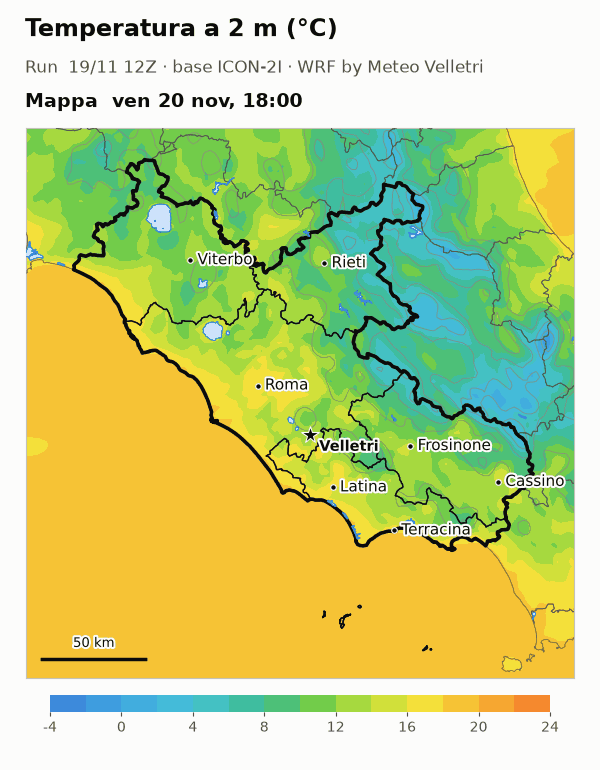 Temperatura a 2 m (°C)
Run  19/11 12Z · base ICON-2I · WRF by Meteo Velletri
Mappa  ven 20 nov, 18:00
Viterbo
Rieti
Roma
Velletri
Frosinone
Cassino
Latina
Terracina
50 km
-4 0 4 8 12 16 20 24